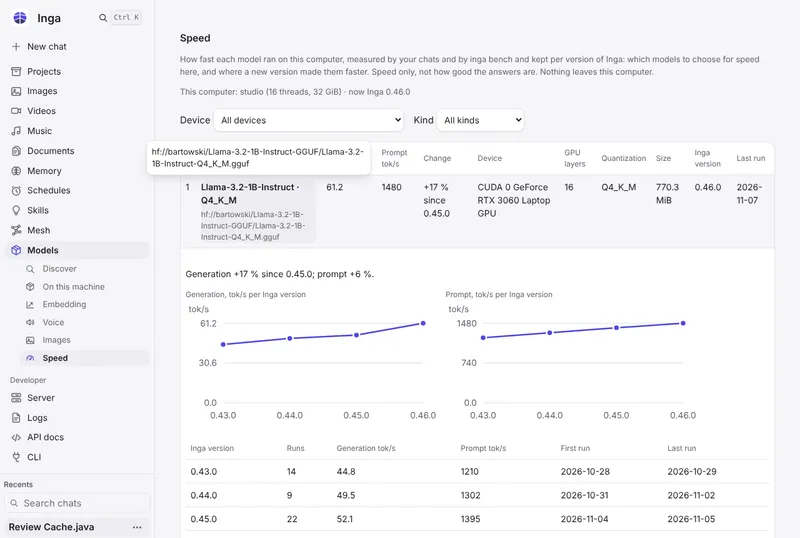 Inga
Ctrl K
New chat
Projects
Images
Videos
Music
Documents
Memory
Schedules
Skills
Mesh
Models
Discover
On this machine
Embedding
Voice
Images
Speed
Developer
Server
Logs
API docs
CLI
Recents
Search chats
Review Cache.java
Speed
How fast each model ran on this computer, measured by your chats and by inga bench and kept per version of Inga: which models to choose for speed
here, and where a new version made them faster. Speed only, not how good the answers are. Nothing leaves this computer.
This computer: studio (16 threads, 32 GiB) · now Inga 0.46.0
Device All devices Kind All kinds
hf://bartowski/Llama-3.2-1B-Instruct-GGUF/Llama-3.2-
1B-Instruct-Q4_K_M.gguf
Prompt tok/s Change Device GPU layers Quantization Size Inga version Last run
1 Llama-3.2-1B-Instruct · Q4_K_M 61.2 1480 +17 % since 0.45.0 CUDA 0 GeForce RTX 3060 Laptop GPU 16 Q4_K_M 770.3 MiB 0.46.0 2026-11-07
hf://bartowski/Llama-3.2-1B-
Instruct-GGUF/Llama-3.2-1B-
Instruct-Q4_K_M.gguf
Generation +17 % since 0.45.0; prompt +6 %.
Generation, tok/s per Inga version
tok/s
61.2
30.6
0.0
0.43.0 0.44.0 0.45.0 0.46.0
Prompt, tok/s per Inga version
tok/s
1480
740
0.0
0.43.0 0.44.0 0.45.0 0.46.0
Inga version Runs Generation tok/s Prompt tok/s First run Last run
0.43.0 14 44.8 1210 2026-10-28 2026-10-29
0.44.0 9 49.5 1302 2026-10-31 2026-11-02
0.45.0 22 52.1 1395 2026-11-04 2026-11-05